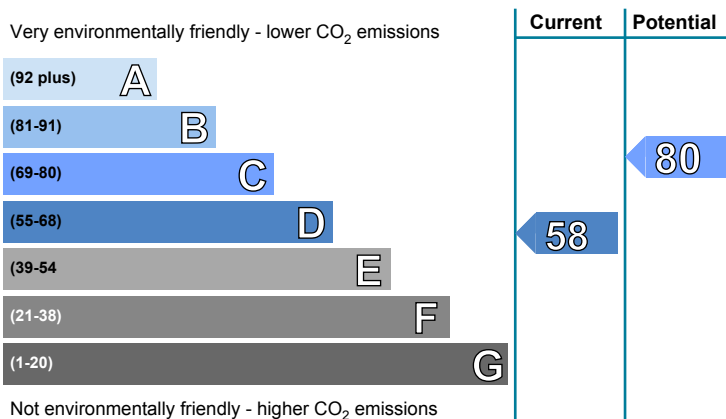 Current Potential
Very environmentally friendly - lower CO2 emissions
(92 plus) A
(81-91) B
80
(69-80) C
(55-68) D
58
(39-54 E
(21-38) F
(1-20) G
Not environmentally friendly - higher CO2 emissions